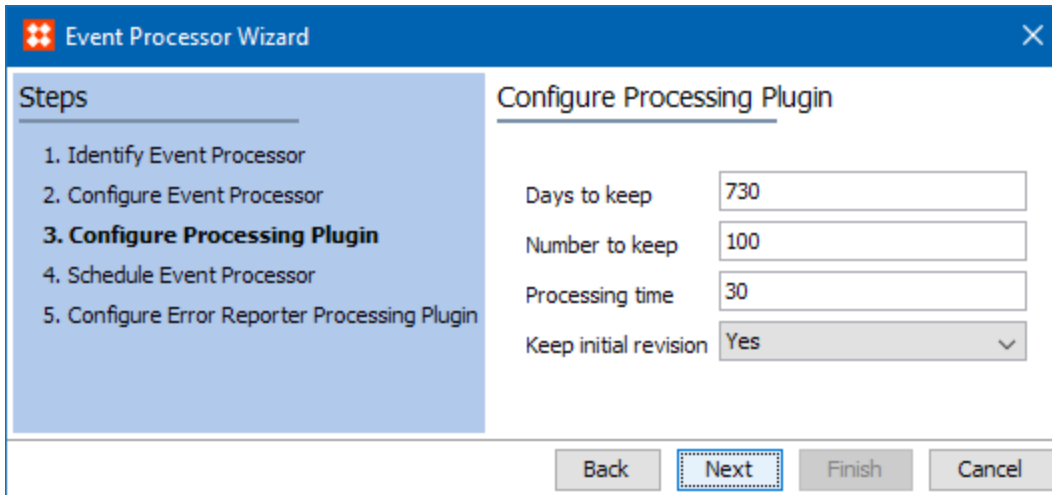 Event Processor Wizard
Steps
1. Identify Event Processor
2. Configure Event Processor
3. Configure Processing Plugin
4. Schedule Event Processor
5. Configure Error Reporter Processing Plugin
Configure Processing Plugin
Days to keep 730
Number to keep 100
Processing time 30
Keep initial revision Yes
Back Next Finish Cancel